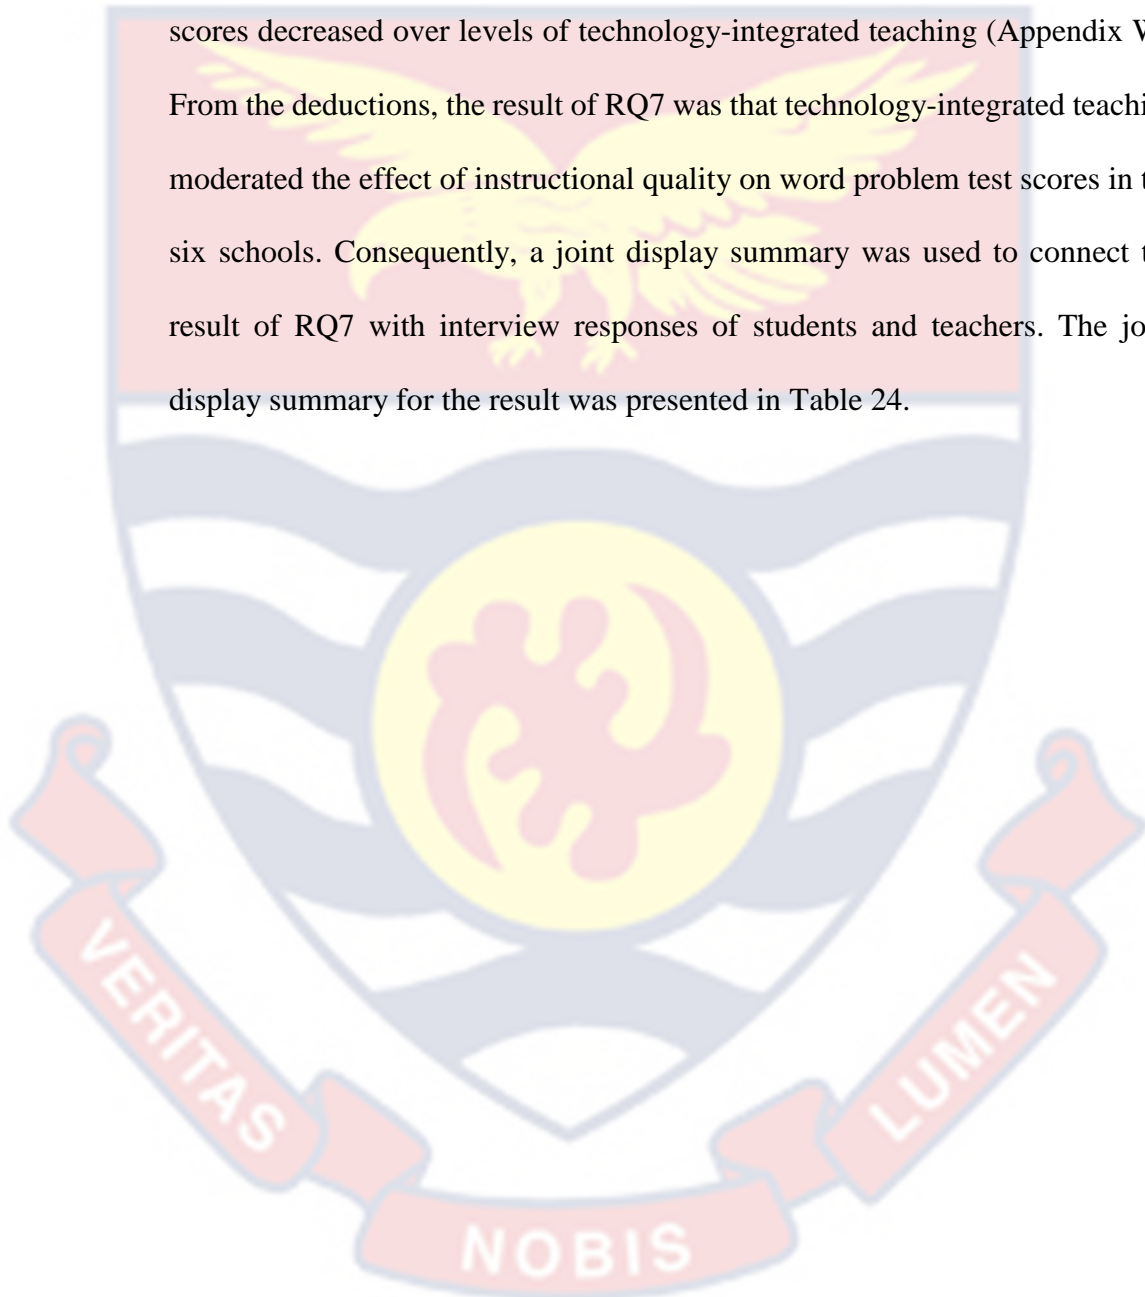 scores decreased over levels of technology-integrated teaching (Appendix
From the deductions, the result of RQ7 was that technology-integrated
moderated the effect of instructional quality on word problem test scores in
six schools. Consequently, a joint display summary was used to connect
result of RQ7 with interview responses of students and teachers. The
display summary for the result was presented in Table 24.
VERITAS
NOBIS
LUMEN